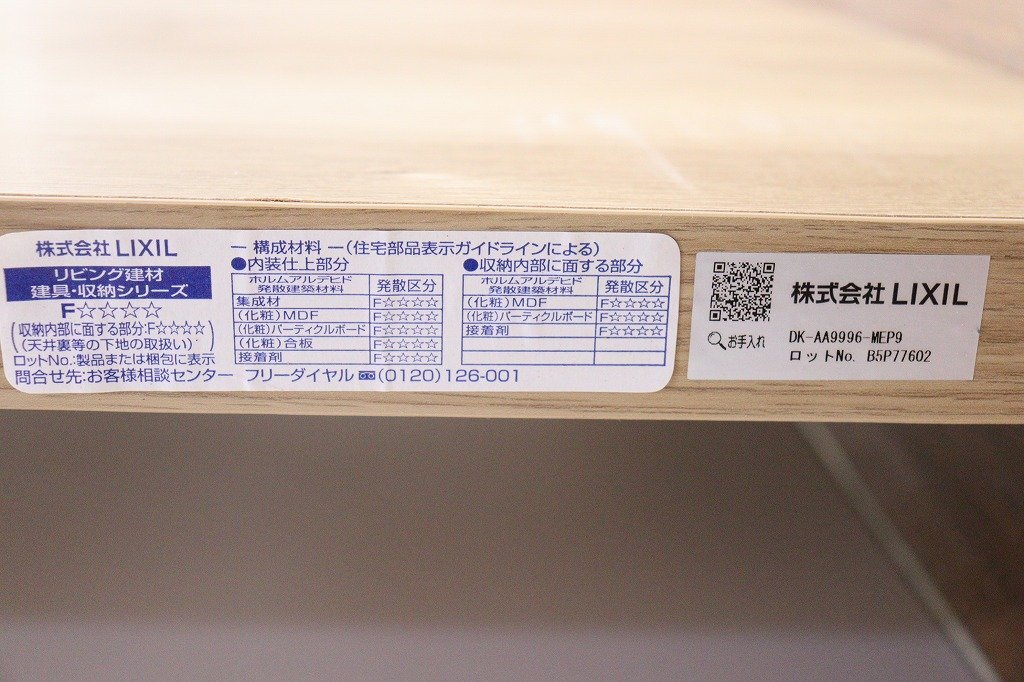 株式会社 LIXIL
リビング建材
建具・収納シリーズ
F☆☆☆☆
(収納内部に面する部分:F☆☆☆☆)
(天井裏等の下地の取扱い)
ロットNo.:製品または梱包に表示
問合せ先:お客様相談センター フリーダイヤル (0120)126-001
― 構成材料 ― (住宅部品表示ガイドラインによる)
●内装仕上部分
ホルムアルデヒド発散建築材料 発散区分
集成材 F☆☆☆☆
(化粧)MDF F☆☆☆☆
(化粧)パーティクルボード F☆☆☆☆
(化粧)合板 F☆☆☆☆
接着剤 F☆☆☆☆
●収納内部に面する部分
ホルムアルデヒド発散建築材料 発散区分
(化粧)MDF F☆☆☆☆
(化粧)パーティクルボード F☆☆☆☆
接着剤 F☆☆☆☆
株式会社 LIXIL
お手入れ
DK-AA9996-MEP9
ロットNo. B5P77602